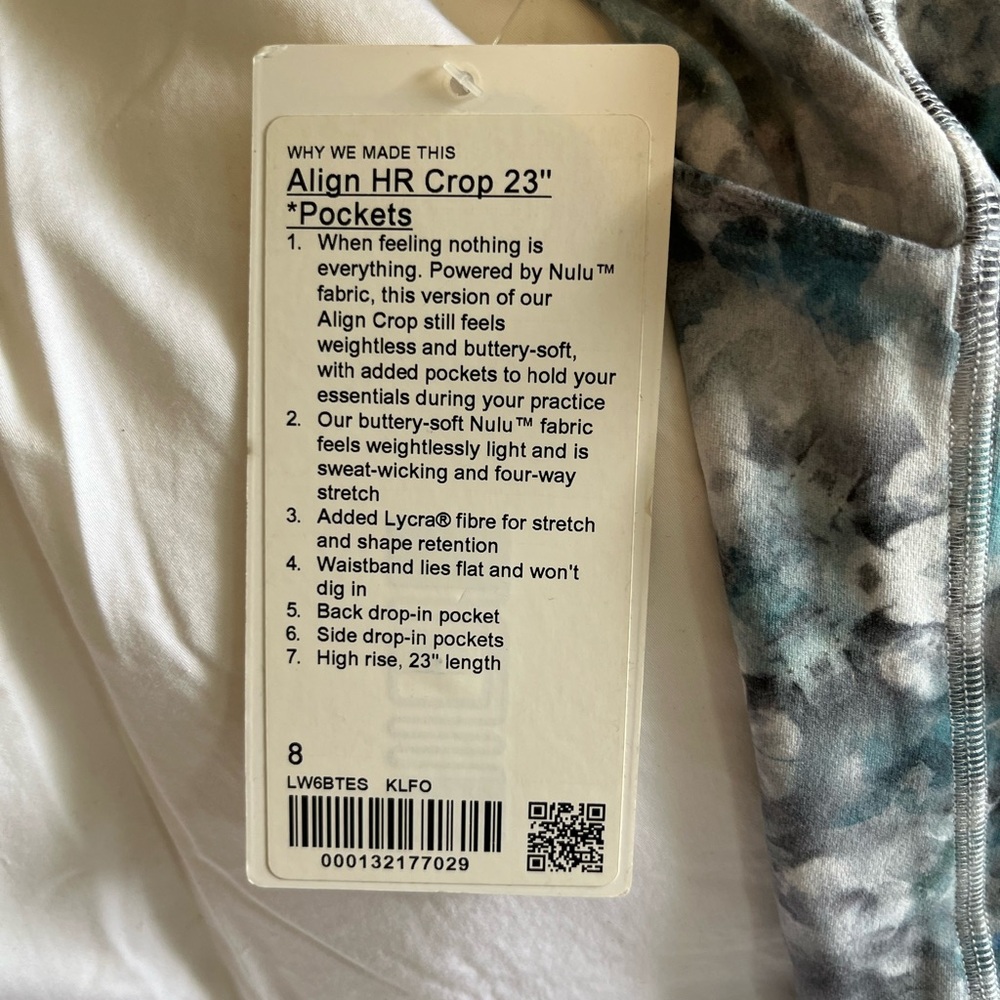 WHY WE MADE THIS
Align HR Crop 23"
*Pockets
1. When feeling nothing is
everything. Powered by Nulu™
fabric, this version of our
Align Crop still feels
weightless and buttery-soft,
with added pockets to hold your
essentials during your practice
2. Our buttery-soft Nulu™ fabric
feels weightlessly light and is
sweat-wicking and four-way
stretch
3. Added Lycra® fibre for stretch
and shape retention
4. Waistband lies flat and won't
dig in
5. Back drop-in pocket
6. Side drop-in pockets
7. High rise, 23" length
8
LW6BTES KLFO
000132177029